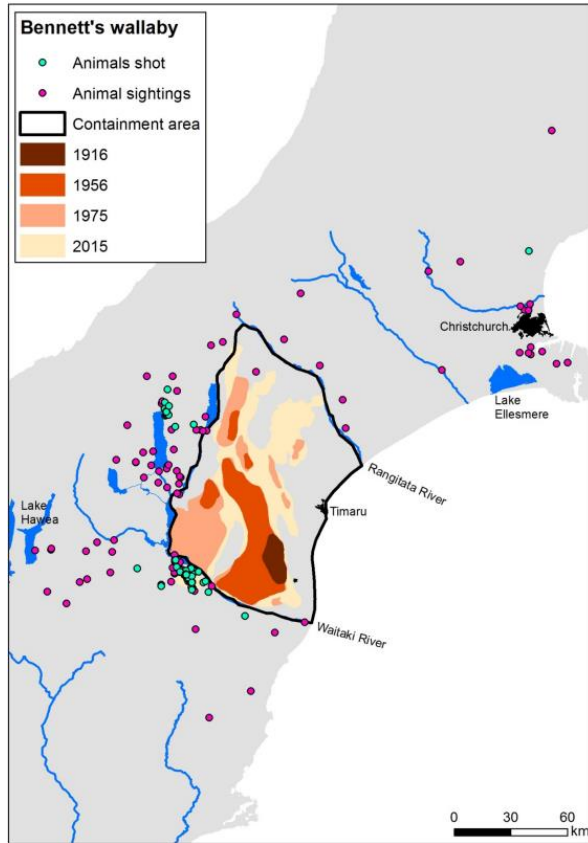 Bennett's wallaby
Animals shot
Animal sightings
Containment area
1916
1956
1975
2015
Christchurch
Lake
Ellesmere
Rangitata River
Timaru
Lake
Hawea
Waitaki River
0 30 60
km